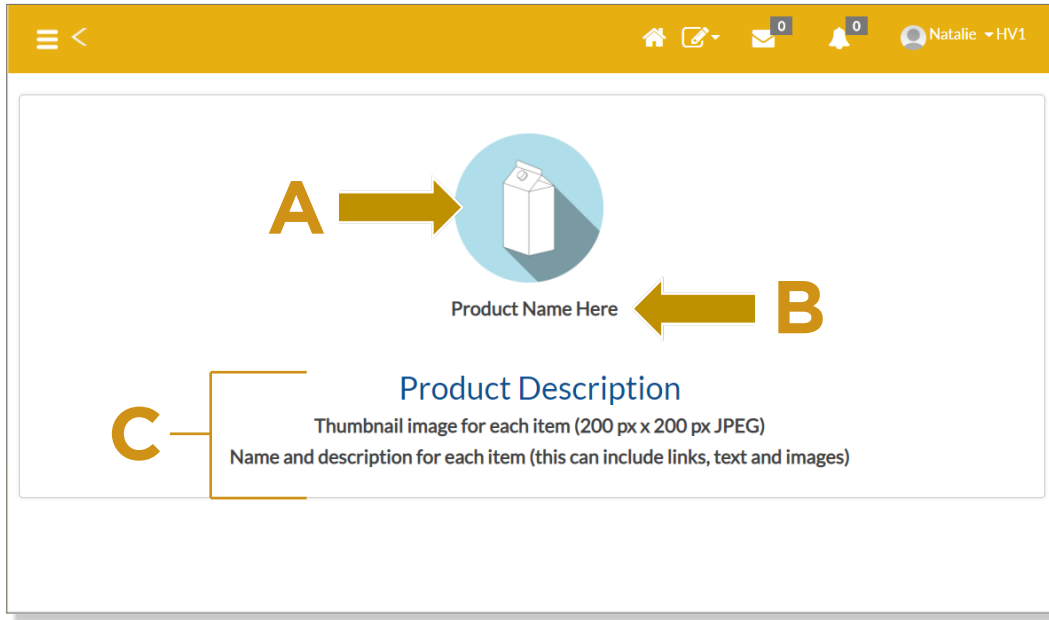 0 0 Natalie HV1
A
Product Name Here B
Product Description
C
Thumbnail image for each item (200 px x 200 px JPEG)
Name and description for each item (this can include links, text and images)